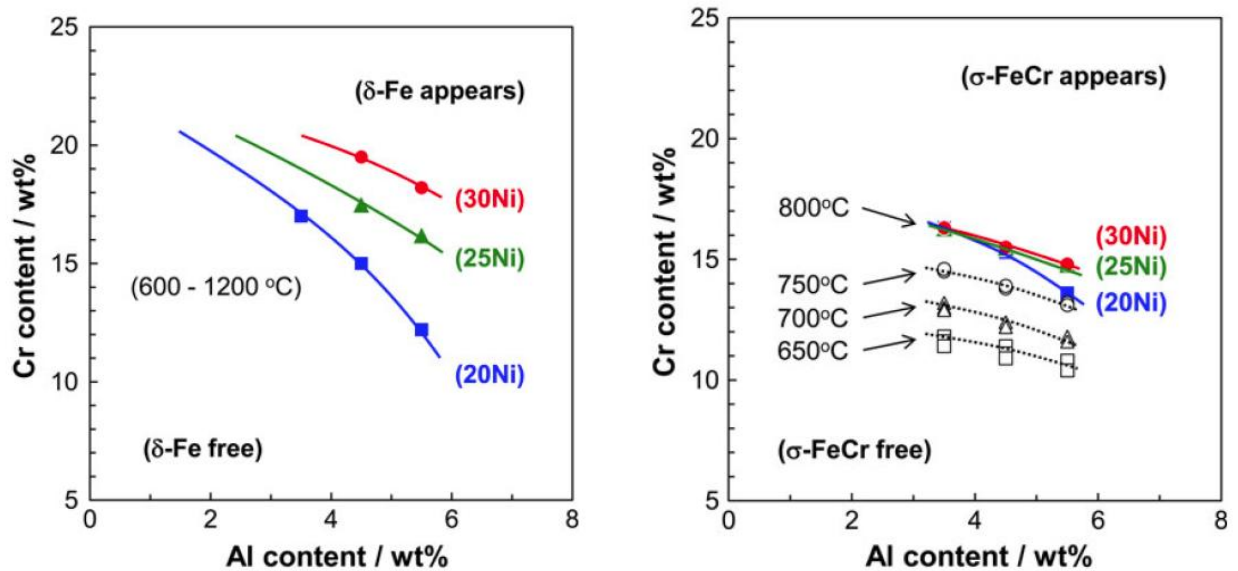 25
20
15
10
5
0
2
4
6
8
Cr content / wt%
Al content / wt%
(δ-Fe appears)
(30Ni)
(25Ni)
(600 - 1200 °C)
(20Ni)
(δ-Fe free)
25
20
15
10
5
0
2
4
6
8
Cr content / wt%
Al content / wt%
(σ-FeCr appears)
800°C
(30Ni)
(25Ni)
750°C
(20Ni)
700°C
650°C
(σ-FeCr free)